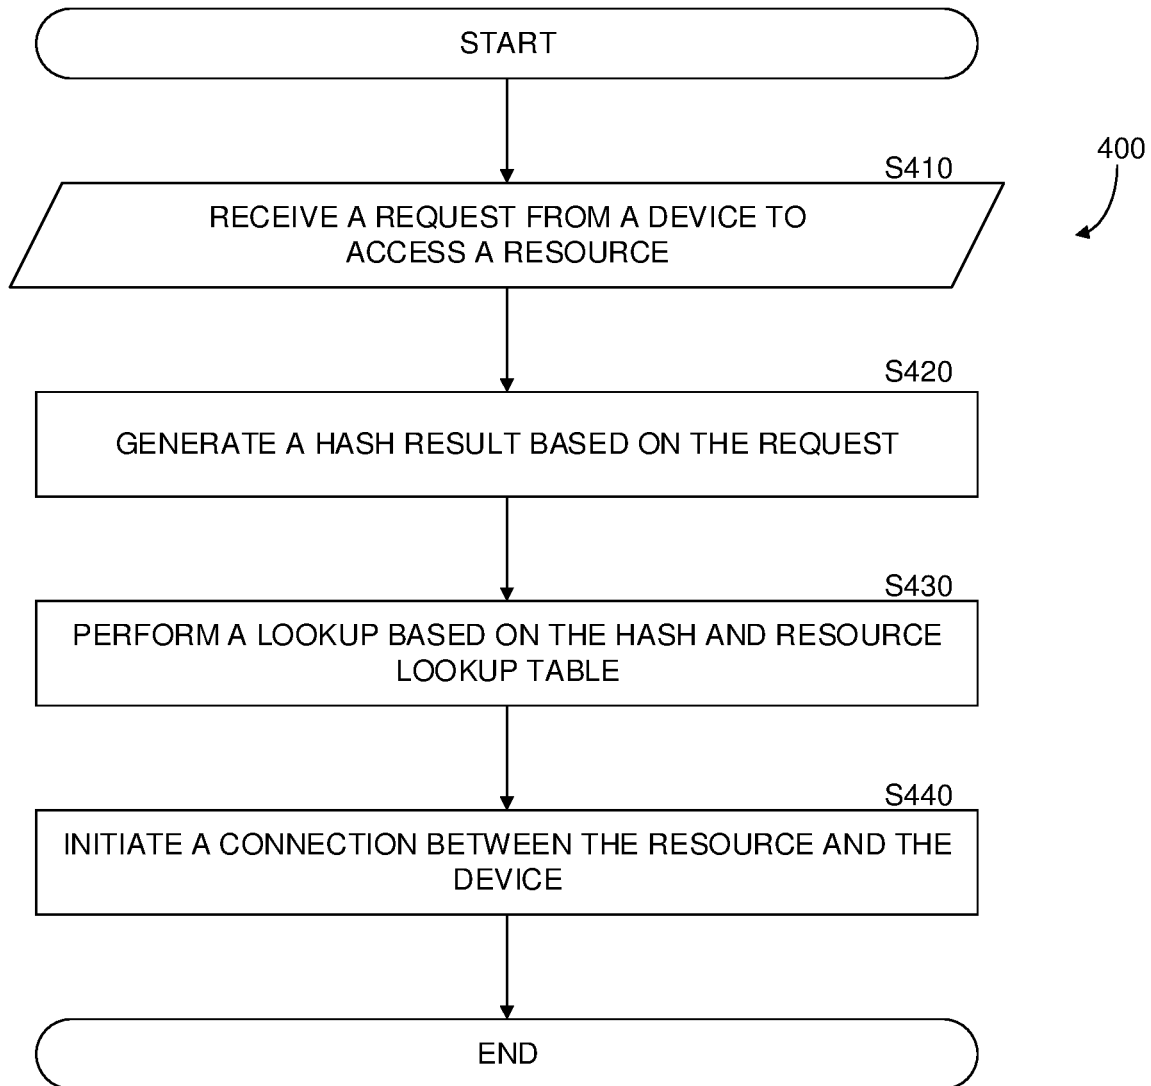 START
S410
400
RECEIVE A REQUEST FROM A DEVICE TO
ACCESS A RESOURCE
S420
GENERATE A HASH RESULT BASED ON THE REQUEST
S430
PERFORM A LOOKUP BASED ON THE HASH AND RESOURCE
LOOKUP TABLE
S440
INITIATE A CONNECTION BETWEEN THE RESOURCE AND THE
DEVICE
END